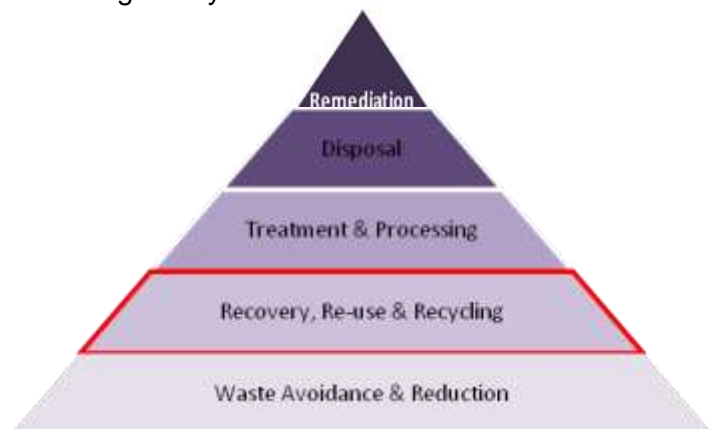 Remediation
Disposal
Treatment & Processing
Recovery, Re-use & Recycling
Waste Avoidance & Reduction